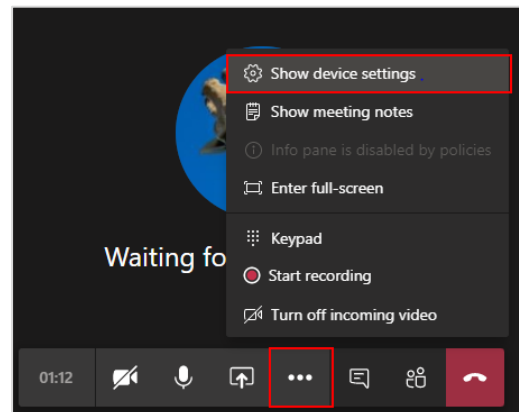 Show device settings
Show meeting notes
Info pane is disabled by policies
Enter full-screen
Keypad
Waiting fo
Start recording
Turn off incoming video
01:12